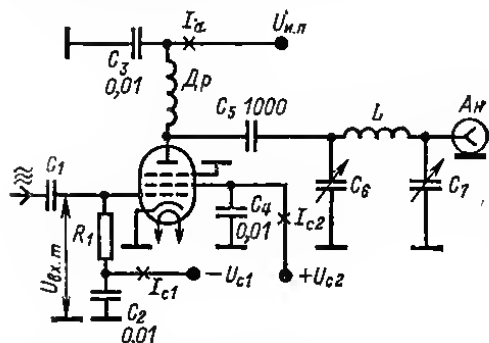 Iа
Uи.п
C3
0,01
Др
C5 1000
L
Ан
C1
C6
C7
R1
C4
0,01
Ic2
Uвх.m
Ic1
−Uc1
+Uc2
C2
0,01